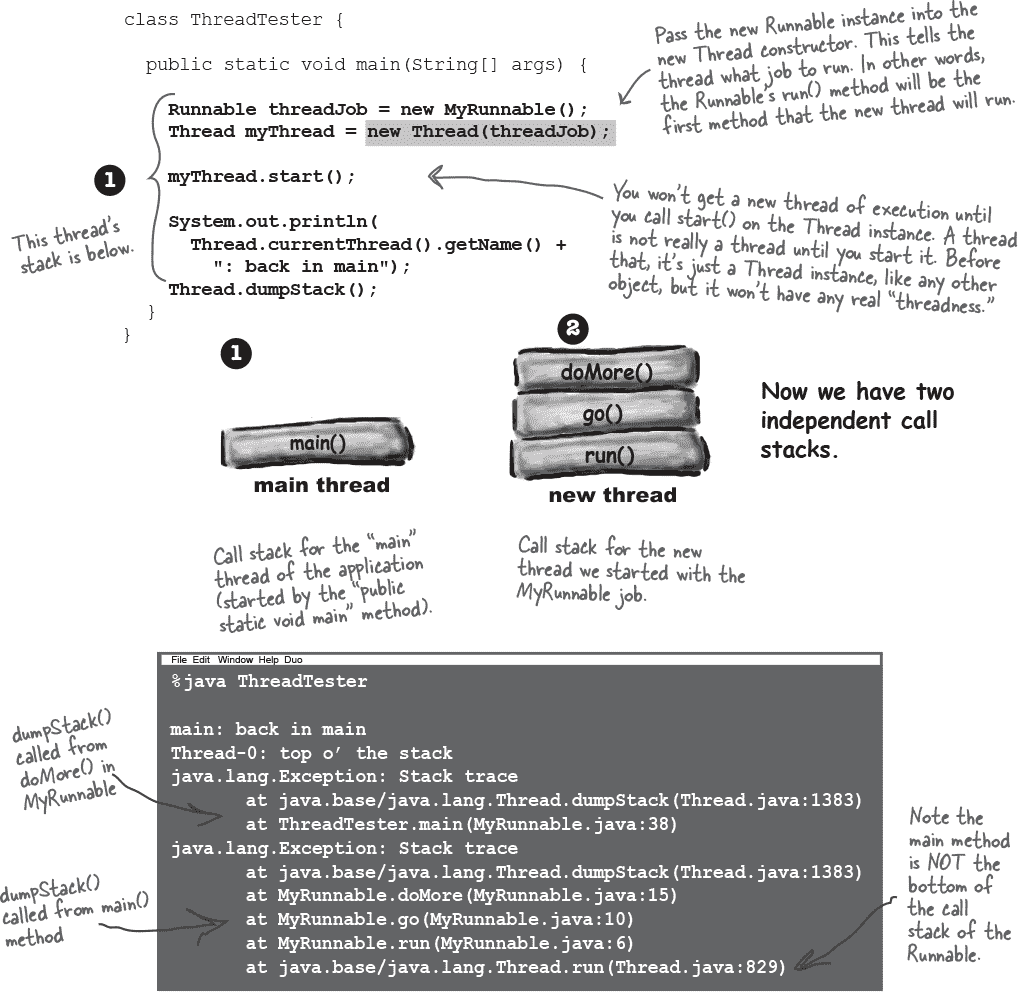 class ThreadTester {
public static void main(String[] args) {
Runnable threadJob = new MyRunnable();
Thread myThread = new Thread(threadJob);
myThread.start();
System.out.println(
Thread.currentThread().getName() +
": back in main");
Thread.dumpStack();
}
}
Pass the new Runnable instance into the
new Thread constructor. This tells the
thread what job to run. In other words,
the Runnable's run() method will be the
first method that the new thread will run.
1
This thread's
stack is below.
You won't get a new thread of execution until
you call start() on the Thread instance. A thread
is not really a thread until you start it. Before
that, it's just a Thread instance, like any other
object, but it won't have any real "threadness."
1
main()
main thread
Call stack for the "main"
thread of the application
(started by the "public
static void main" method).
2
doMore()
go()
run()
new thread
Call stack for the new
thread we started with the
MyRunnable job.
Now we have two
independent call
stacks.
File Edit Window Help Duo
%java ThreadTester
main: back in main
Thread-0: top o' the stack
java.lang.Exception: Stack trace
at java.base/java.lang.Thread.dumpStack(Thread.java:1383)
at ThreadTester.main(MyRunnable.java:38)
java.lang.Exception: Stack trace
at java.base/java.lang.Thread.dumpStack(Thread.java:1383)
at MyRunnable.doMore(MyRunnable.java:15)
at MyRunnable.go(MyRunnable.java:10)
at MyRunnable.run(MyRunnable.java:6)
at java.base/java.lang.Thread.run(Thread.java:829)
dumpStack()
called from
doMore() in
MyRunnable
dumpStack()
called from main()
method
Note the
main method
is NOT the
bottom of
the call
stack of the
Runnable.